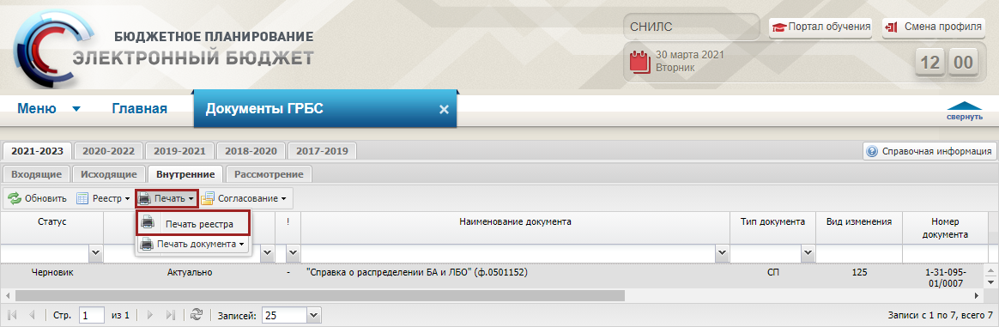 БЮДЖЕТНОЕ ПЛАНИРОВАНИЕ
ЭЛЕКТРОННЫЙ БЮДЖЕТ
СНИЛС
Портал обучения
Смена профиля
30 марта 2021
Вторник
12 00
Меню Главная Документы ГРБС
свернуть
2021-2023 2020-2022 2019-2021 2018-2020 2017-2019
Справочная информация
Входящие Исходящие Внутренние Рассмотрение
Обновить Реестр Печать Согласование
Печать реестра
Печать документа
Статус ! Наименование документа Тип документа Вид изменения Номер
документа
Черновик Актуально - "Справка о распределении БА и ЛБО" (ф.0501152) СП 125 1-31-095-
01/0007
Стр. 1 из 1 Записей: 25 Записи с 1 по 7, всего 7